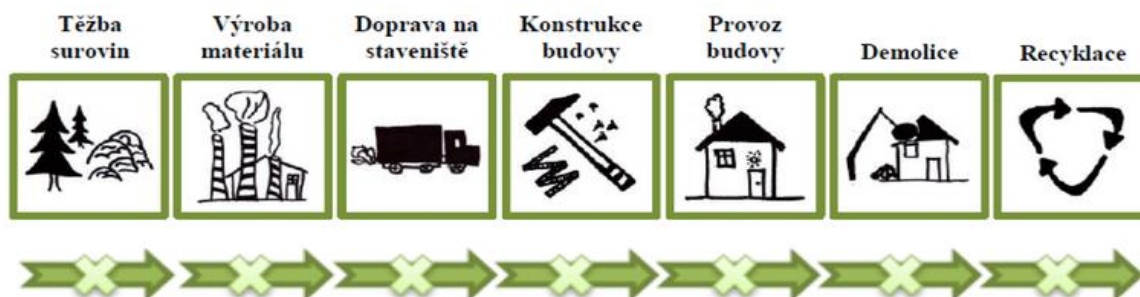 Těžba
surovin
Výroba
materiálu
Doprava na
staveniště
Konstrukce
budovy
Provoz
budovy
Demolice
Recyklace